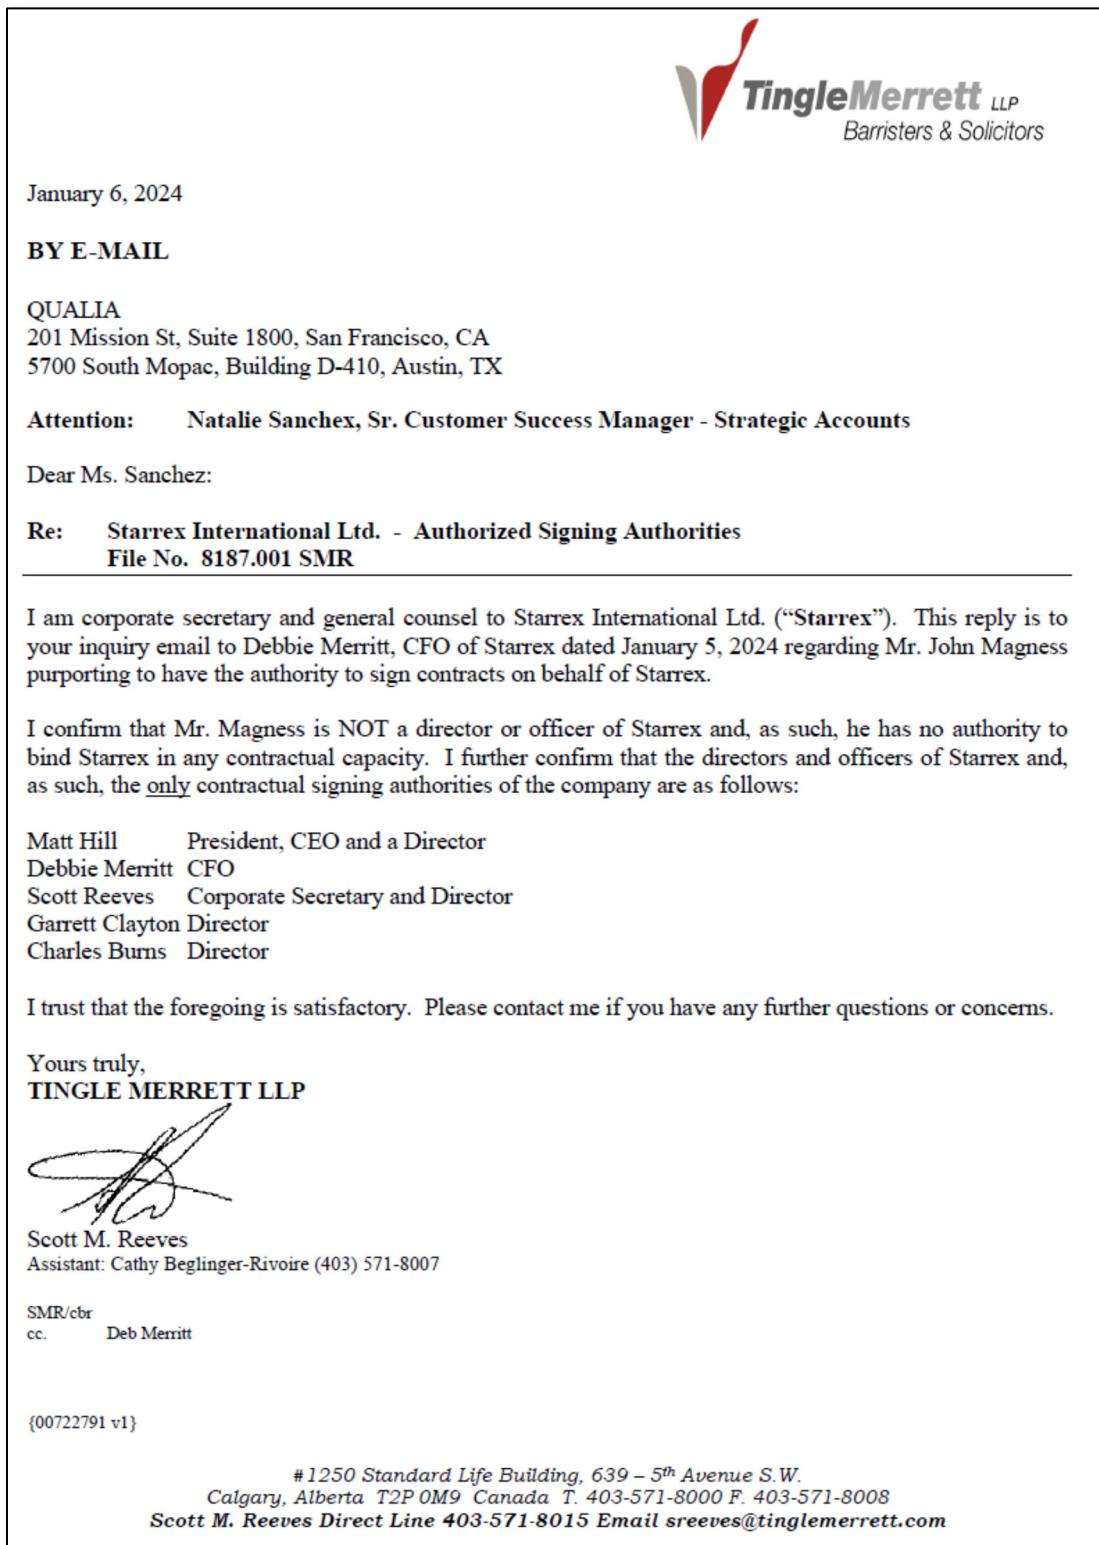 TingleMerrett LLP
Barristers & Solicitors
January 6, 2024
BY E-MAIL
QUALIA
201 Mission St, Suite 1800, San Francisco, CA
5700 South Mopac, Building D-410, Austin, TX
Attention: Natalie Sanchex, Sr. Customer Success Manager - Strategic Accounts
Dear Ms. Sanchez:
Re: Starrex International Ltd. - Authorized Signing Authorities
File No. 8187.001 SMR
I am corporate secretary and general counsel to Starrex International Ltd. (“Starrex”). This reply is to
your inquiry email to Debbie Merritt, CFO of Starrex dated January 5, 2024 regarding Mr. John Magness
purporting to have the authority to sign contracts on behalf of Starrex.
I confirm that Mr. Magness is NOT a director or officer of Starrex and, as such, he has no authority to
bind Starrex in any contractual capacity. I further confirm that the directors and officers of Starrex and,
as such, the only contractual signing authorities of the company are as follows:
Matt Hill President, CEO and a Director
Debbie Merritt CFO
Scott Reeves Corporate Secretary and Director
Garrett Clayton Director
Charles Burns Director
I trust that the foregoing is satisfactory. Please contact me if you have any further questions or concerns.
Yours truly,
TINGLE MERRETT LLP
Scott M. Reeves
Assistant: Cathy Beglinger-Rivoire (403) 571-8007
SMR/cbr
cc. Deb Merritt
{00722791 v1}
#1250 Standard Life Building, 639 – 5th Avenue S.W.
Calgary, Alberta T2P 0M9 Canada T. 403-571-8000 F. 403-571-8008
Scott M. Reeves Direct Line 403-571-8015 Email sreeves@tinglemerrett.com